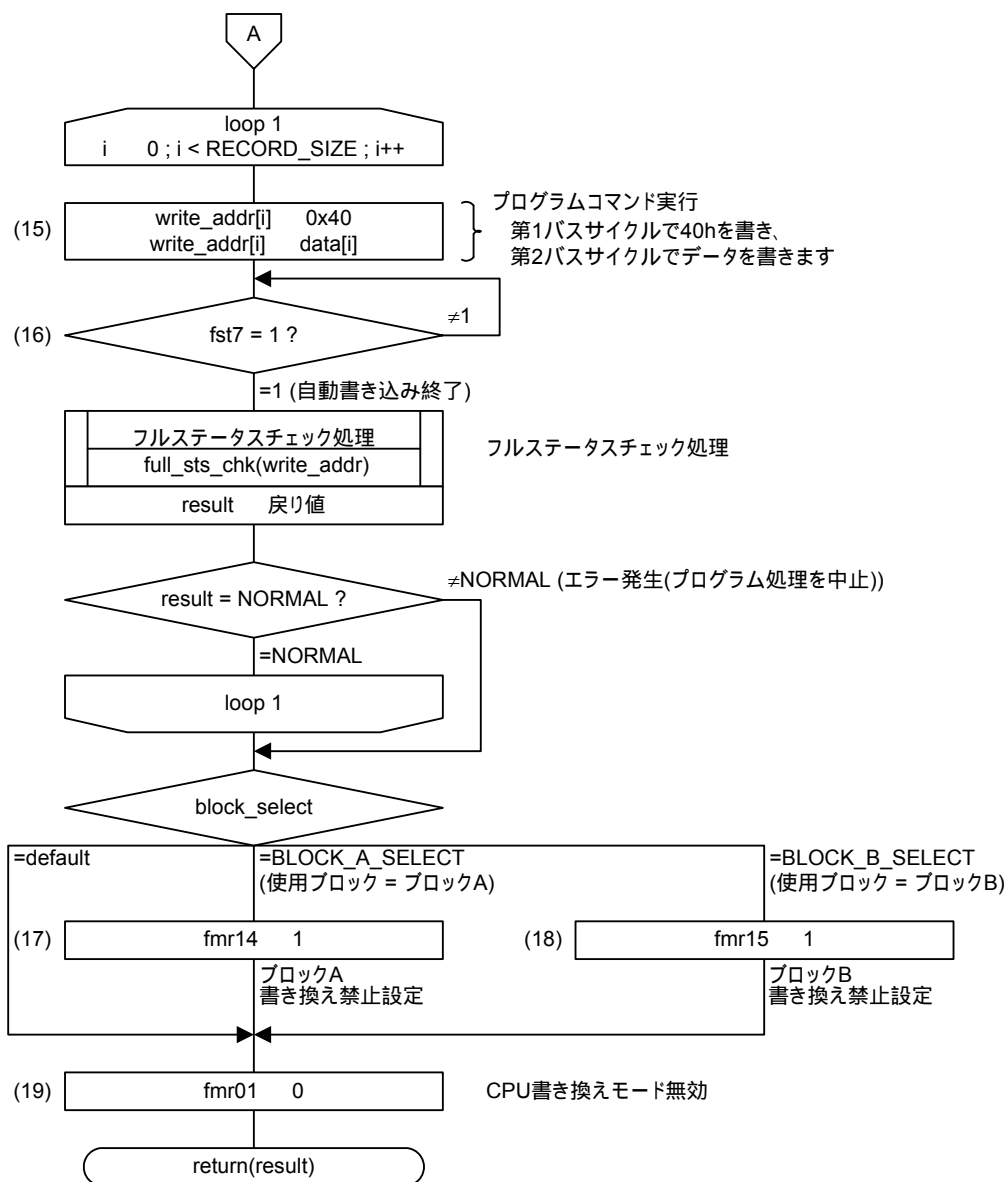 A
loop 1
i 0 ; i < RECORD_SIZE ; i++
(15)
write_addr[i] 0x40
write_addr[i] data[i]
プログラムコマンド実行
第1バスサイクルで40hを書き、
第2バスサイクルでデータを書きます
(16)
fst7 = 1 ?
≠1
=1 (自動書き込み終了)
フルステータスチェック処理
full_sts_chk(write_addr)
result 戻り値
フルステータスチェック処理
result = NORMAL ?
≠NORMAL (エラー発生(プログラム処理を中止))
=NORMAL
loop 1
block_select
=default
=BLOCK_A_SELECT
(使用ブロック = ブロックA)
=BLOCK_B_SELECT
(使用ブロック = ブロックB)
(17)
fmr14 1
(18)
fmr15 1
ブロックA
書き換え禁止設定
ブロックB
書き換え禁止設定
(19)
fmr01 0
CPU書き換えモード無効
return(result)